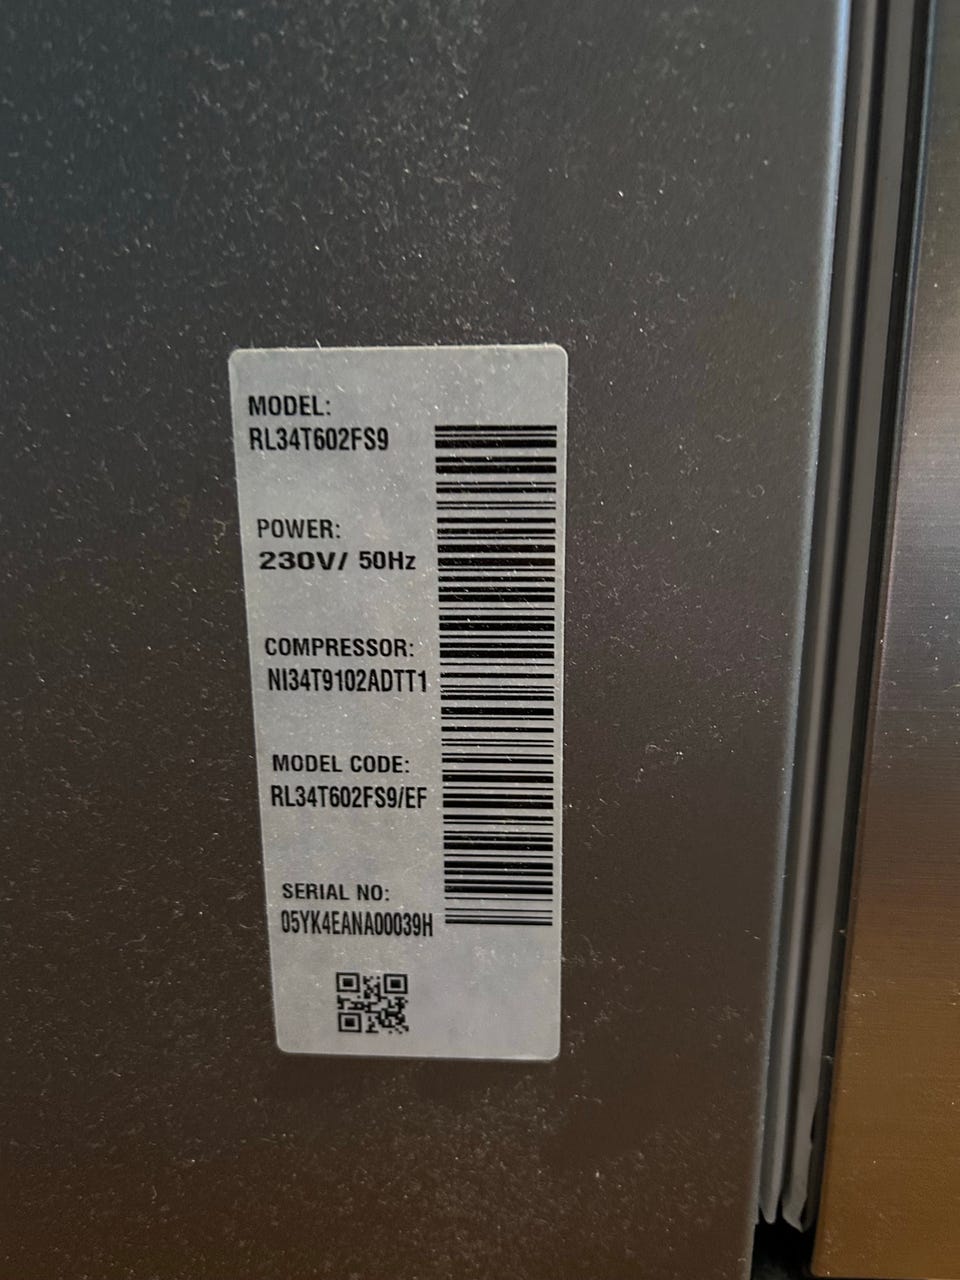 MODEL:
RL34T602FS9
POWER:
230V/ 50Hz
COMPRESSOR:
NI34T9102ADTT1
MODEL CODE:
RL34T602FS9/EF
SERIAL NO:
05YK4EANA00039H